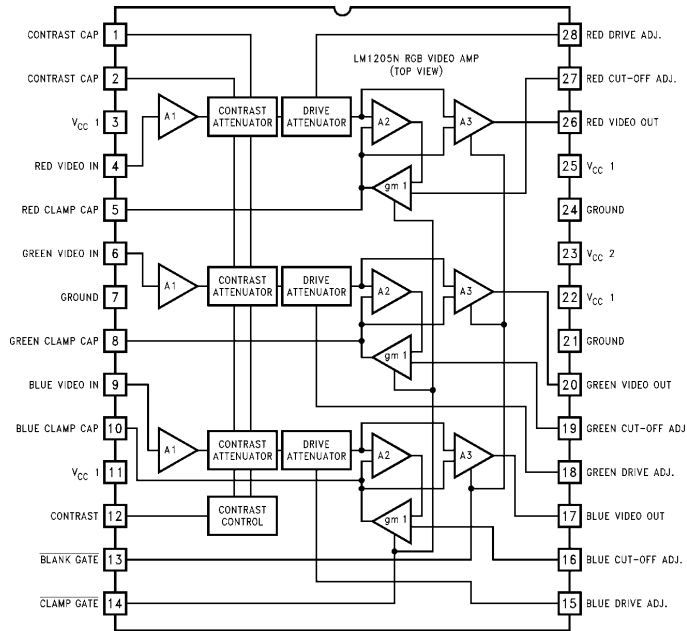 LM1205N RGB VIDEO AMP
(TOP VIEW)
CONTRAST CAP 1
CONTRAST CAP 2
VCC 1 3
RED VIDEO IN 4
RED CLAMP CAP 5
GREEN VIDEO IN 6
GROUND 7
GREEN CLAMP CAP 8
BLUE VIDEO IN 9
BLUE CLAMP CAP 10
VCC 1 11
CONTRAST 12
BLANK GATE 13
CLAMP GATE 14
28 RED DRIVE ADJ.
27 RED CUT-OFF ADJ.
26 RED VIDEO OUT
25 VCC 1
24 GROUND
23 VCC 2
22 VCC 1
21 GROUND
20 GREEN VIDEO OUT
19 GREEN CUT-OFF ADJ
18 GREEN DRIVE ADJ.
17 BLUE VIDEO OUT
16 BLUE CUT-OFF ADJ.
15 BLUE DRIVE ADJ.
A1
CONTRAST
ATTENUATOR
DRIVE
ATTENUATOR
A2
A3
gm 1
A1
CONTRAST
ATTENUATOR
DRIVE
ATTENUATOR
A2
A3
gm 1
A1
CONTRAST
ATTENUATOR
DRIVE
ATTENUATOR
A2
A3
gm 1
CONTRAST
CONTROL